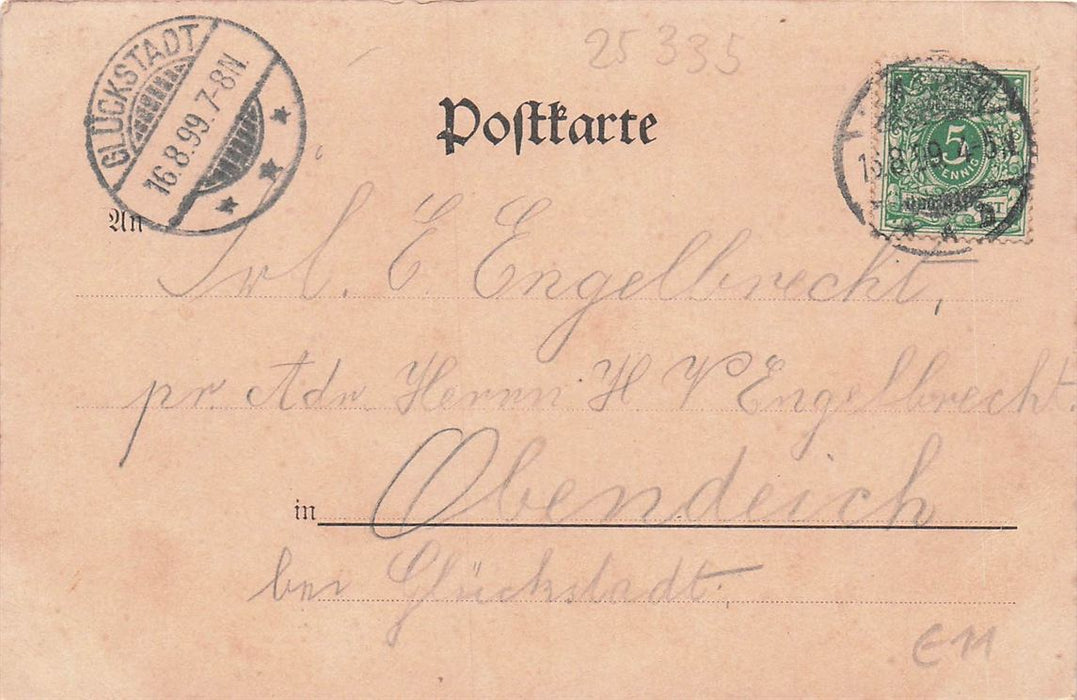 25335
GLÜCKSTADT
16.8.99.7-8N
Postkarte
5
PFENNIG
An
Frl. E Engelbrecht,
pr. Adr. Herrn H P Engelbrecht.
in Obendeich
bei Glückstadt.
EM